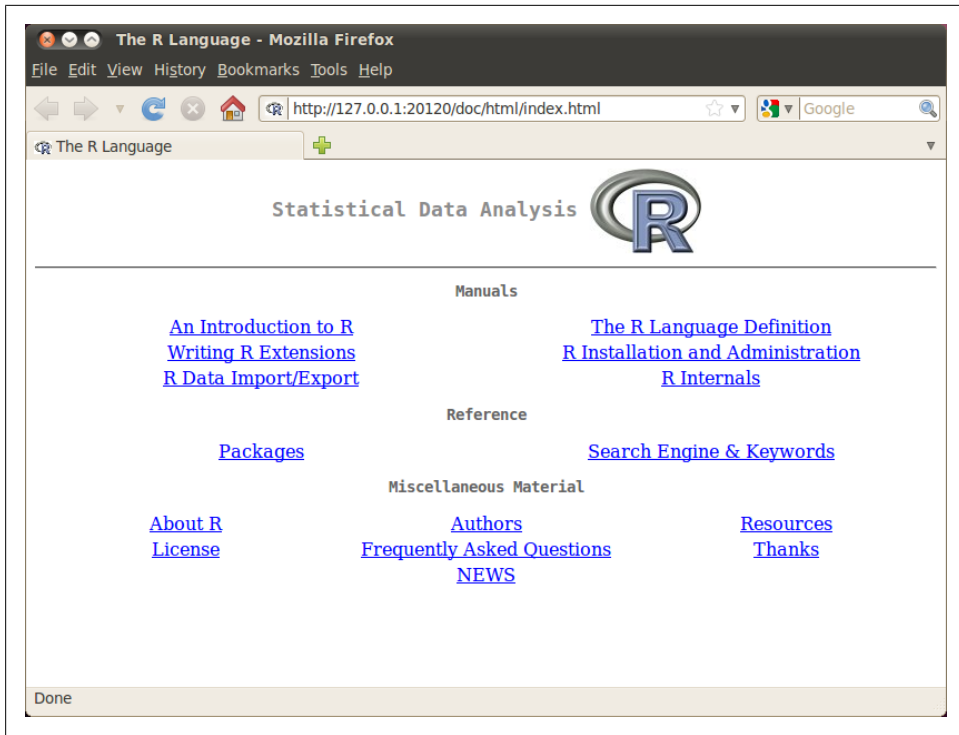 The R Language - Mozilla Firefox
File Edit View History Bookmarks Tools Help
http://127.0.0.1:20120/doc/html/index.html Google
The R Language
Statistical Data Analysis R
Manuals
An Introduction to R The R Language Definition
Writing R Extensions R Installation and Administration
R Data Import/Export R Internals
Reference
Packages Search Engine & Keywords
Miscellaneous Material
About R Authors Resources
License Frequently Asked Questions Thanks
NEWS
Done